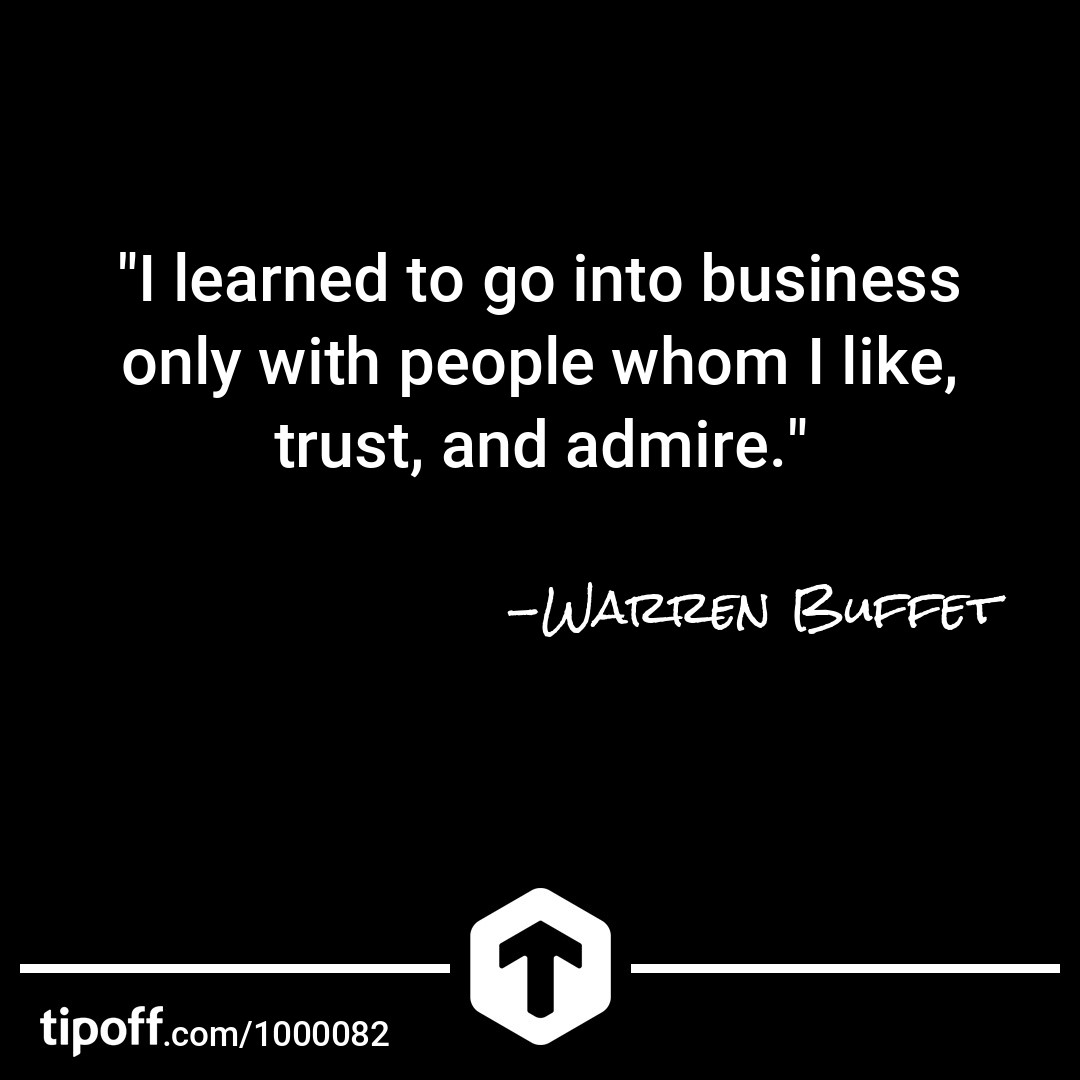 "I learned to go into business
only with people whom I like,
trust, and admire."
-Warren Buffet
tipoff.com/1000082